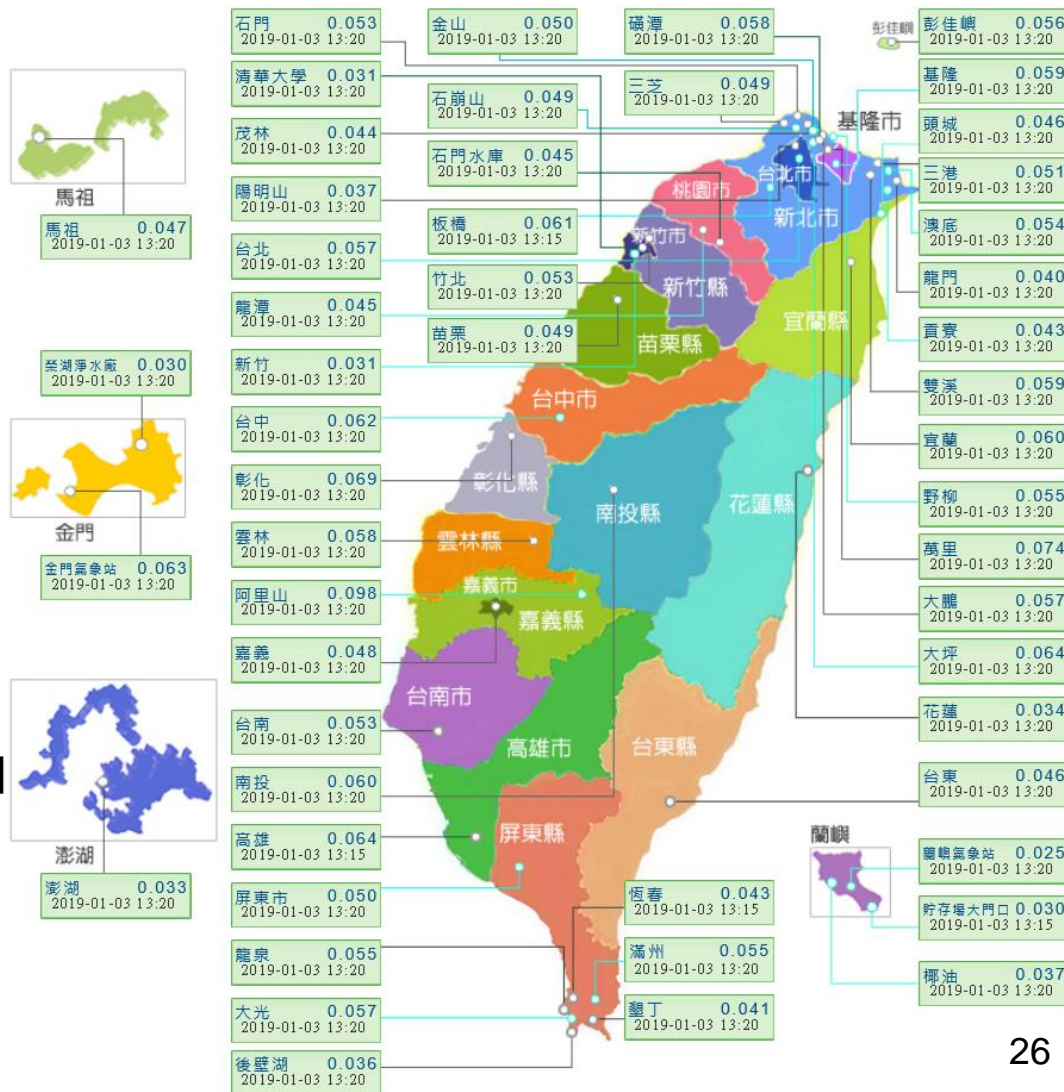 石門 0.053
2019-01-03 13:20
金山 0.050
2019-01-03 13:20
磺潭 0.058
2019-01-03 13:20
彭佳嶼
彭佳嶼 0.056
2019-01-03 13:20
清華大學 0.031
2019-01-03 13:20
石崩山 0.049
2019-01-03 13:20
三芝 0.049
2019-01-03 13:20
基隆 0.059
2019-01-03 13:20
茂林 0.044
2019-01-03 13:20
石門水庫 0.045
2019-01-03 13:20
頭城 0.046
2019-01-03 13:20
陽明山 0.037
2019-01-03 13:20
板橋 0.061
2019-01-03 13:15
三港 0.051
2019-01-03 13:20
台北 0.057
2019-01-03 13:20
竹北 0.053
2019-01-03 13:20
澳底 0.054
2019-01-03 13:20
龍潭 0.045
2019-01-03 13:20
苗栗 0.049
2019-01-03 13:20
龍門 0.040
2019-01-03 13:20
新竹 0.031
2019-01-03 13:20
貢寮 0.043
2019-01-03 13:20
台中 0.062
2019-01-03 13:20
雙溪 0.059
2019-01-03 13:20
彰化 0.069
2019-01-03 13:20
宜蘭 0.060
2019-01-03 13:20
雲林 0.058
2019-01-03 13:20
野柳 0.055
2019-01-03 13:20
阿里山 0.098
2019-01-03 13:20
萬里 0.074
2019-01-03 13:20
嘉義 0.048
2019-01-03 13:20
大鵬 0.057
2019-01-03 13:20
台南 0.053
2019-01-03 13:20
大坪 0.064
2019-01-03 13:20
南投 0.060
2019-01-03 13:20
花蓮 0.034
2019-01-03 13:20
高雄 0.064
2019-01-03 13:15
台東 0.046
2019-01-03 13:20
屏東市 0.050
2019-01-03 13:20
恆春 0.043
2019-01-03 13:15
龍泉 0.055
2019-01-03 13:20
滿州 0.055
2019-01-03 13:20
大光 0.057
2019-01-03 13:20
墾丁 0.041
2019-01-03 13:20
後壁湖 0.036
2019-01-03 13:20
蘭嶼
蘭嶼氣象站 0.025
2019-01-03 13:20
貯存場大門口 0.030
2019-01-03 13:15
椰油 0.037
2019-01-03 13:20
馬祖
馬祖 0.047
2019-01-03 13:20
榮湖淨水廠 0.030
2019-01-03 13:20
金門
金門氣象站 0.063
2019-01-03 13:20
澎湖
澎湖 0.033
2019-01-03 13:20
基隆市
台北市
桃園市
新北市
新竹市
新竹縣
宜蘭縣
苗栗縣
台中市
彰化縣
南投縣
花蓮縣
雲林縣
嘉義市
嘉義縣
台南市
高雄市
台東縣
屏東縣
26